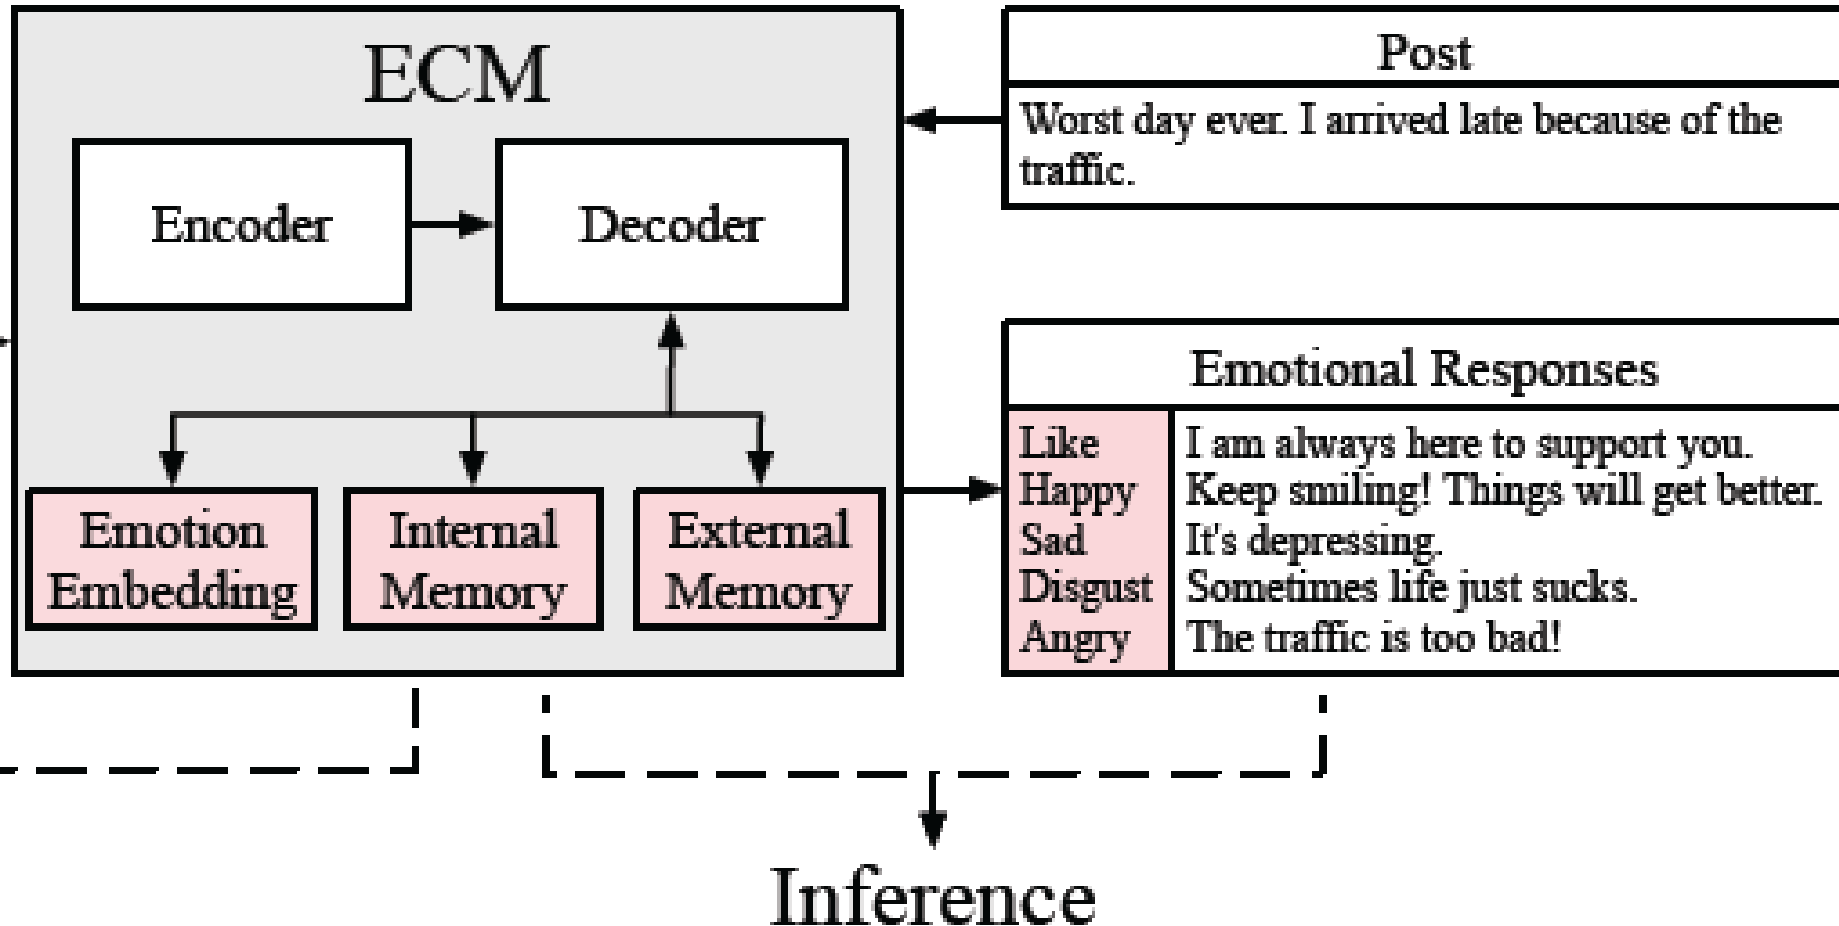 ECM
Encoder
Decoder
Emotion
Embedding
Internal
Memory
External
Memory
Post
Worst day ever. I arrived late because of the
traffic.
Emotional Responses
Like I am always here to support you.
Happy Keep smiling! Things will get better.
Sad It's depressing.
Disgust Sometimes life just sucks.
Angry The traffic is too bad!
Inference